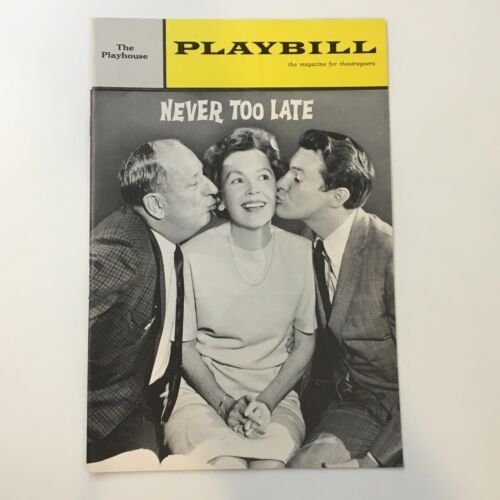 The
Playhouse
PLAYBILL
the magazine for theatregoers
NEVER TOO LATE